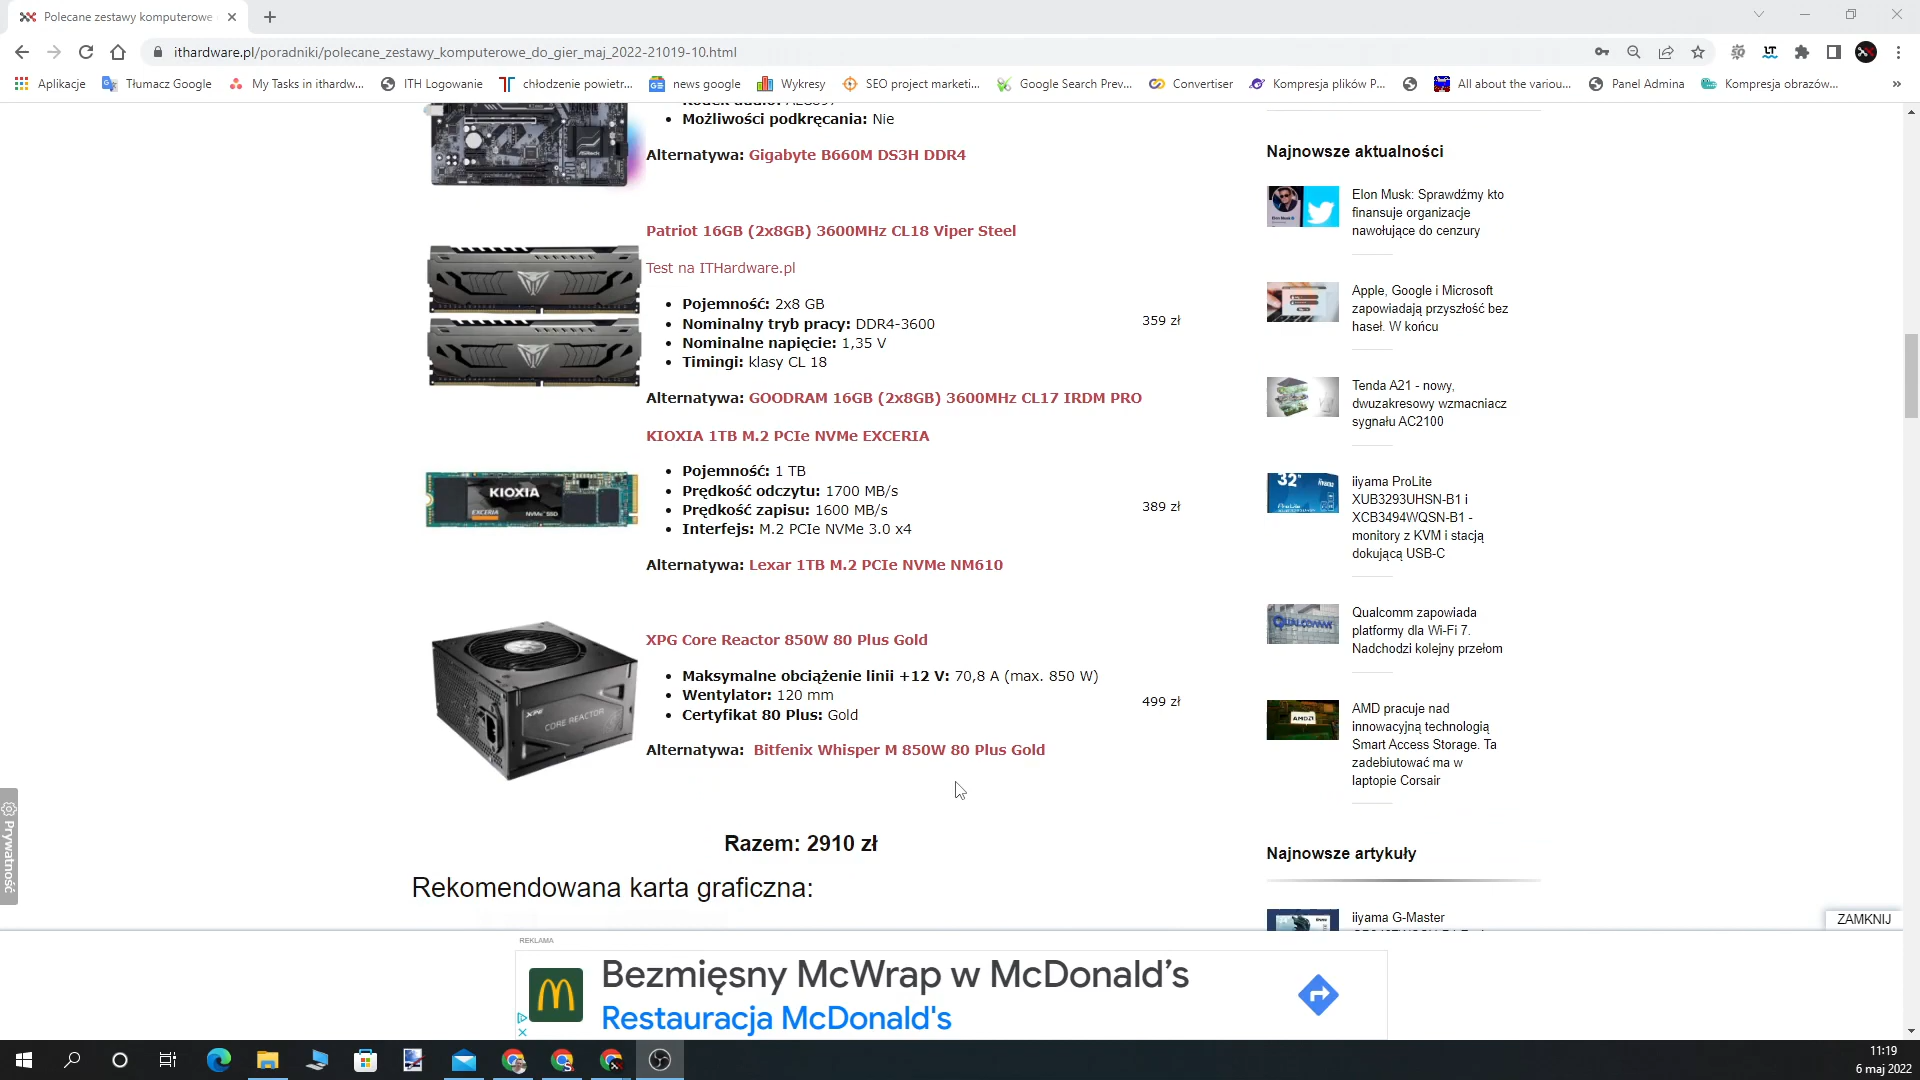 Polecane zestawy komputerowe
ithardware.pl/poradniki/polecane_zestawy_komputerowe_do_gier_maj_2022-21019-10.html
Aplikacje
Tłumacz Google
My Tasks in ithardw...
ITH Logowanie
chłodzenie powietr...
news google
Wykresy
SEO project marketi...
Google Search Prev...
Convertiser
Kompresja plików P...
All about the variou...
Panel Admina
Kompresja obrazów...
»
Możliwości podkręcania: Nie
Alternatywa: Gigabyte B660M DS3H DDR4
Patriot 16GB (2x8GB) 3600MHz CL18 Viper Steel
Test na ITHardware.pl
Pojemność: 2x8 GB
Nominalny tryb pracy: DDR4-3600
Nominalne napięcie: 1,35 V
Timingi: klasy CL 18
359 zł
Alternatywa: GOODRAM 16GB (2x8GB) 3600MHz CL17 IRDM PRO
KIOXIA 1TB M.2 PCIe NVMe EXCERIA
KIOXIA
EXCERIA
NVMe SSD
Pojemność: 1 TB
Prędkość odczytu: 1700 MB/s
Prędkość zapisu: 1600 MB/s
Interfejs: M.2 PCIe NVMe 3.0 x4
389 zł
Alternatywa: Lexar 1TB M.2 PCIe NVMe NM610
XPG Core Reactor 850W 80 Plus Gold
XPG
CORE REACTOR
Maksymalne obciążenie linii +12 V: 70,8 A (max. 850 W)
Wentylator: 120 mm
Certyfikat 80 Plus: Gold
499 zł
Alternatywa: Bitfenix Whisper M 850W 80 Plus Gold
Razem: 2910 zł
Rekomendowana karta graficzna:
Prywatność
Najnowsze aktualności
Elon Musk: Sprawdźmy kto
finansuje organizacje
nawołujące do cenzury
Apple, Google i Microsoft
zapowiadają przyszłość bez
haseł. W końcu
Tenda A21 - nowy,
dwuzakresowy wzmacniacz
sygnału AC2100
32"
iiyama ProLite
XUB3293UHSN-B1 i
XCB3494WQSN-B1 -
monitory z KVM i stacją
dokującą USB-C
QUALCOMM
Qualcomm zapowiada
platformy dla Wi-Fi 7.
Nadchodzi kolejny przełom
AMD
AMD pracuje nad
innowacyjną technologią
Smart Access Storage. Ta
zadebiutować ma w
laptopie Corsair
Najnowsze artykuły
iiyama G-Master
ZAMKNIJ
REKLAMA
Bezmięsny McWrap w McDonald's
Restauracja McDonald's
11:19
6 maj 2022